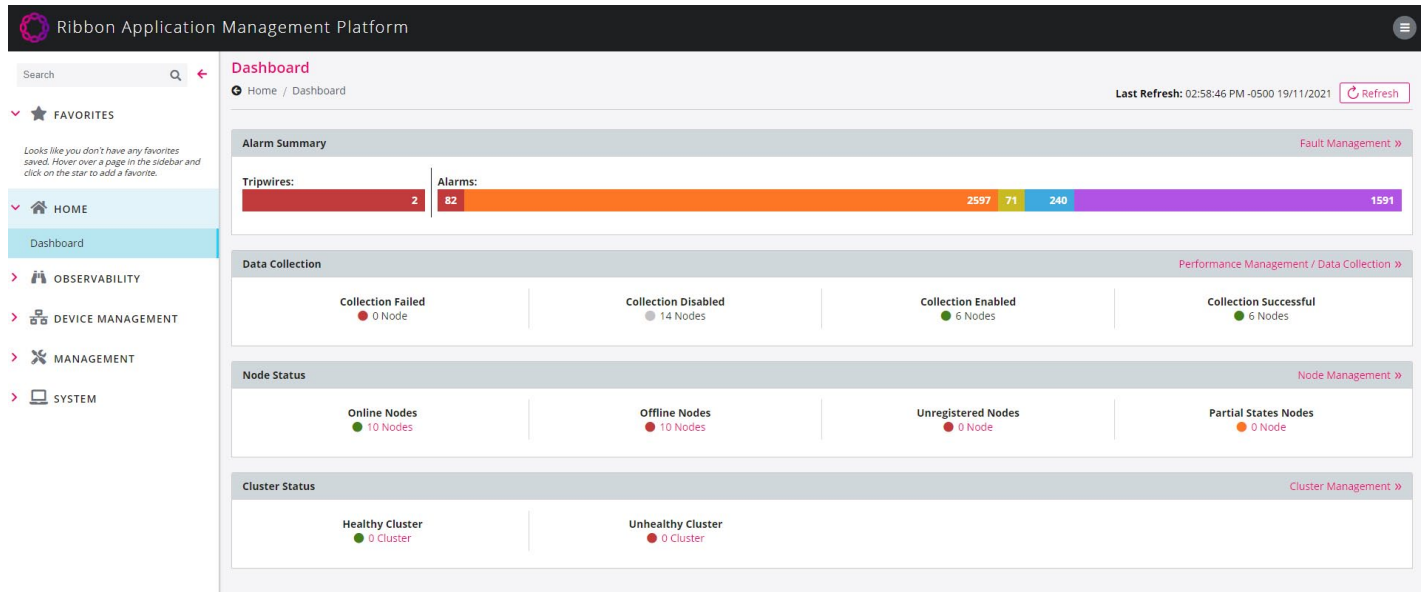 Ribbon Application Management Platform
Search
Dashboard
Home / Dashboard
Last Refresh: 02:58:46 PM -0500 19/11/2021
Refresh
FAVORITES
Looks like you don't have any favorites
saved. Hover over a page in the sidebar and
click on the star to add a favorite.
HOME
Dashboard
OBSERVABILITY
DEVICE MANAGEMENT
MANAGEMENT
SYSTEM
Alarm Summary
Fault Management »
Tripwires:
2
Alarms:
82 2597 71 240 1591
Data Collection
Performance Management / Data Collection »
Collection Failed
0 Node
Collection Disabled
14 Nodes
Collection Enabled
6 Nodes
Collection Successful
6 Nodes
Node Status
Node Management »
Online Nodes
10 Nodes
Offline Nodes
10 Nodes
Unregistered Nodes
0 Node
Partial States Nodes
0 Node
Cluster Status
Cluster Management »
Healthy Cluster
0 Cluster
Unhealthy Cluster
0 Cluster